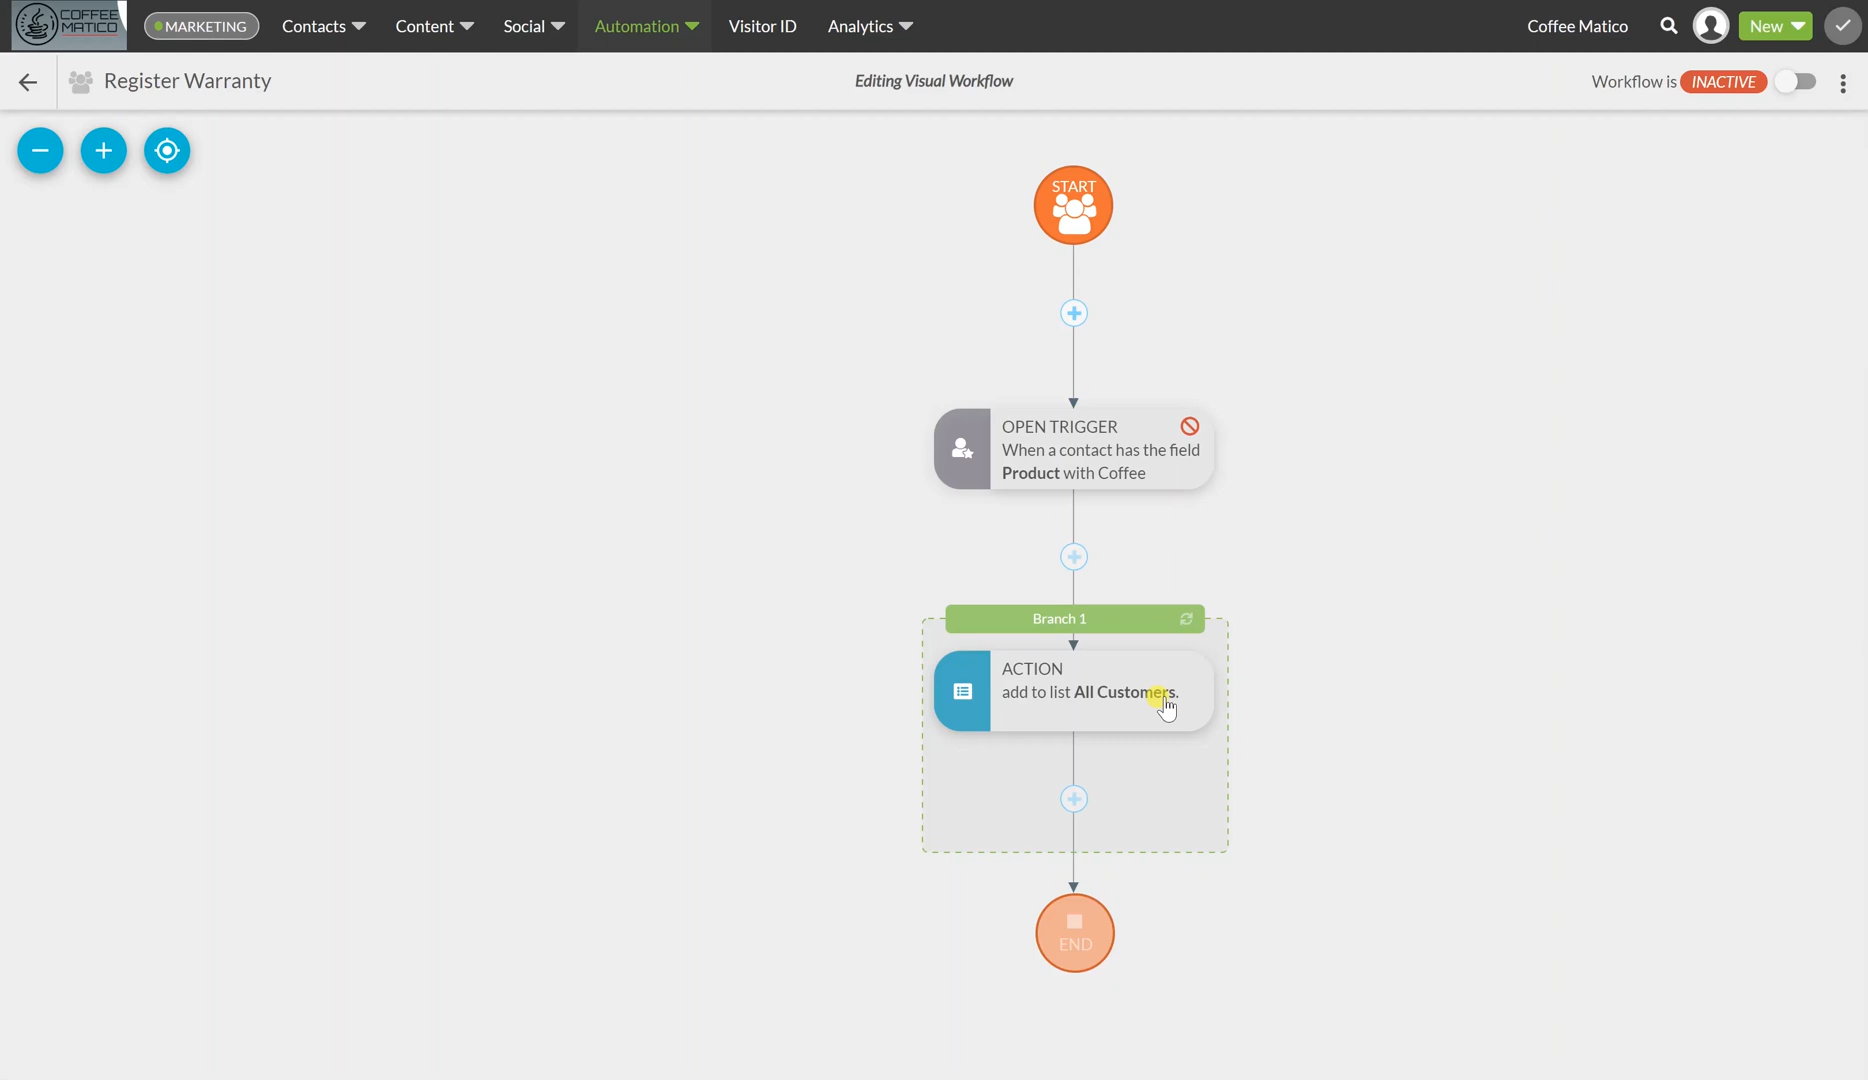 COFFEE
MATICO
MARKETING
Contacts
Content
Social
Automation
Visitor ID
Analytics
Coffee Matico
New
Register Warranty
Editing Visual Workflow
Workflow is INACTIVE
START
OPEN TRIGGER
When a contact has the field
Product with Coffee
Branch 1
ACTION
add to list All Customers.
END